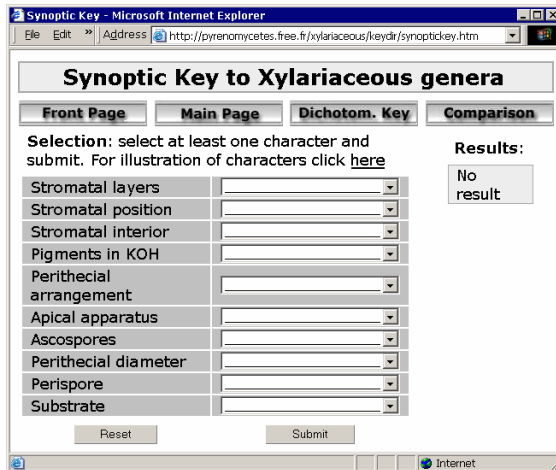 Synoptic Key - Microsoft Internet Explorer
File Edit » Address http://pyrenomycetes.free.fr/xylariaceous/keydir/synoptickey.htm
Synoptic Key to Xylariaceous genera
Front Page Main Page Dichotom. Key Comparison
Selection: select at least one character and
submit. For illustration of characters click here
Results:
No
result
Stromatal layers
Stromatal position
Stromatal interior
Pigments in KOH
Perithecial
arrangement
Apical apparatus
Ascospores
Perithecial diameter
Perispore
Substrate
Reset Submit
Internet